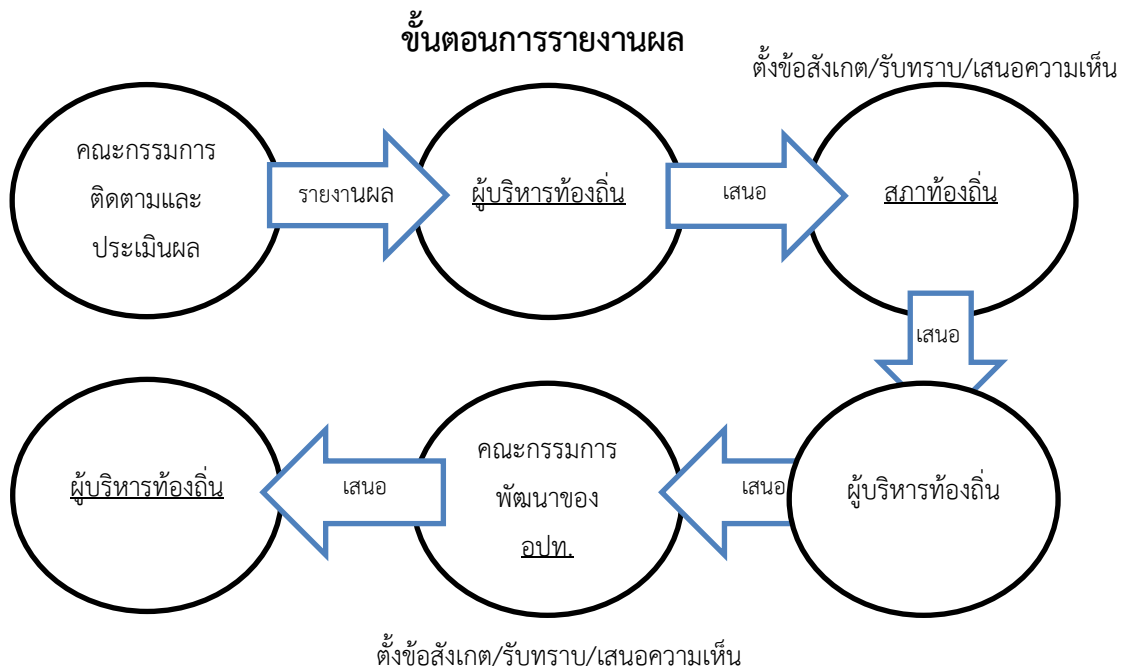 ขั้นตอนการรายงานผล
ตั้งข้อสังเกต/รับทราบ/เสนอความเห็น
คณะกรรมการ
ติดตามและ
ประเมินผล
รายงานผล
ผู้บริหารท้องถิ่น
เสนอ
สภาท้องถิ่น
เสนอ
ผู้บริหารท้องถิ่น
เสนอ
คณะกรรมการ
พัฒนาของ
อปท.
เสนอ
ผู้บริหารท้องถิ่น
ตั้งข้อสังเกต/รับทราบ/เสนอความเห็น